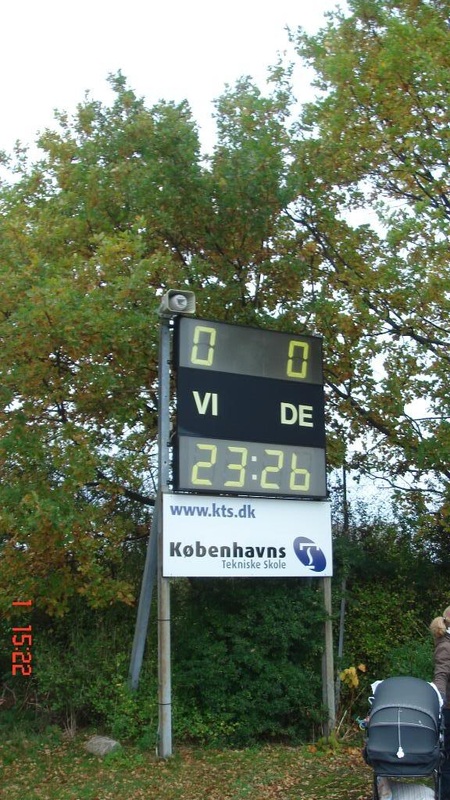 0 0
VI DE
23:26
www.kts.dk
Københavns
Tekniske Skole
1 15:22